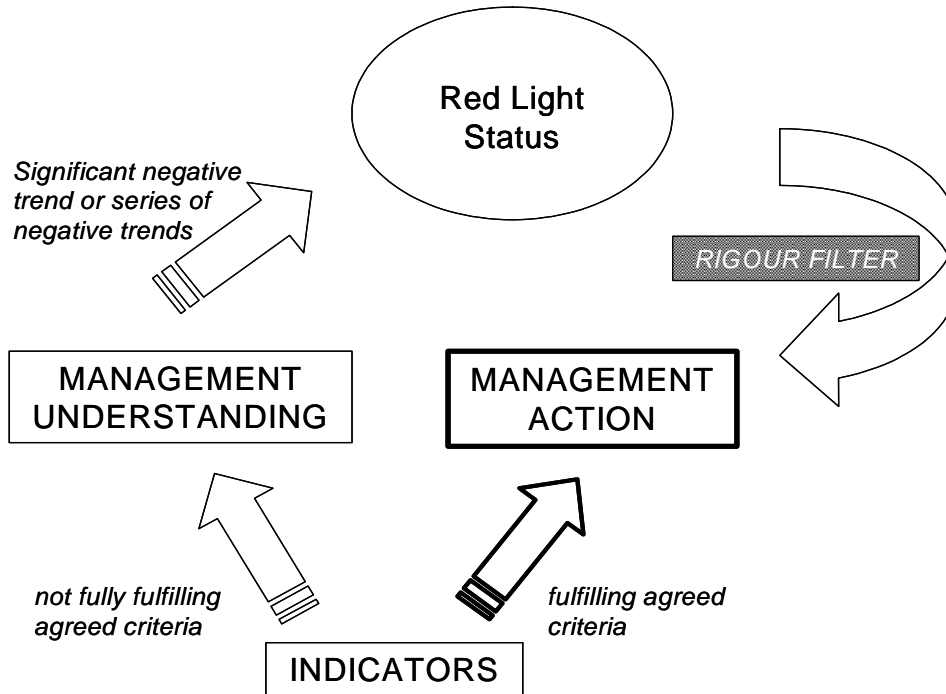 Red Light
Status
Significant negative
trend or series of
negative trends
RIGOUR FILTER
MANAGEMENT
UNDERSTANDING
MANAGEMENT
ACTION
not fully fulfilling
agreed criteria
fulfilling agreed
criteria
INDICATORS